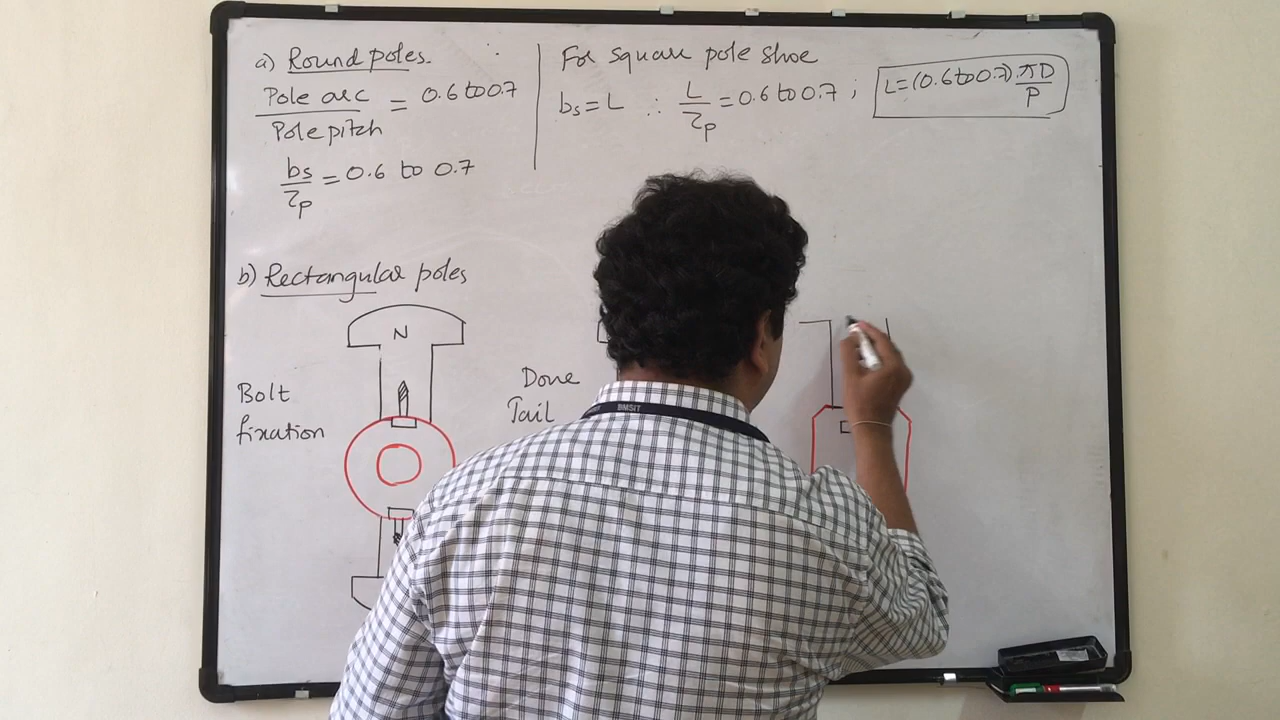 a) Round poles.
Pole arc / Pole pitch = 0.6 to 0.7
bs / τp = 0.6 to 0.7
For square pole shoe
bs = L ∴ L / τp = 0.6 to 0.7 ; L = (0.6 to 0.7) . πD / P
b) Rectangular poles
N
Bolt
fixation
Dove
Tail
BMSIT